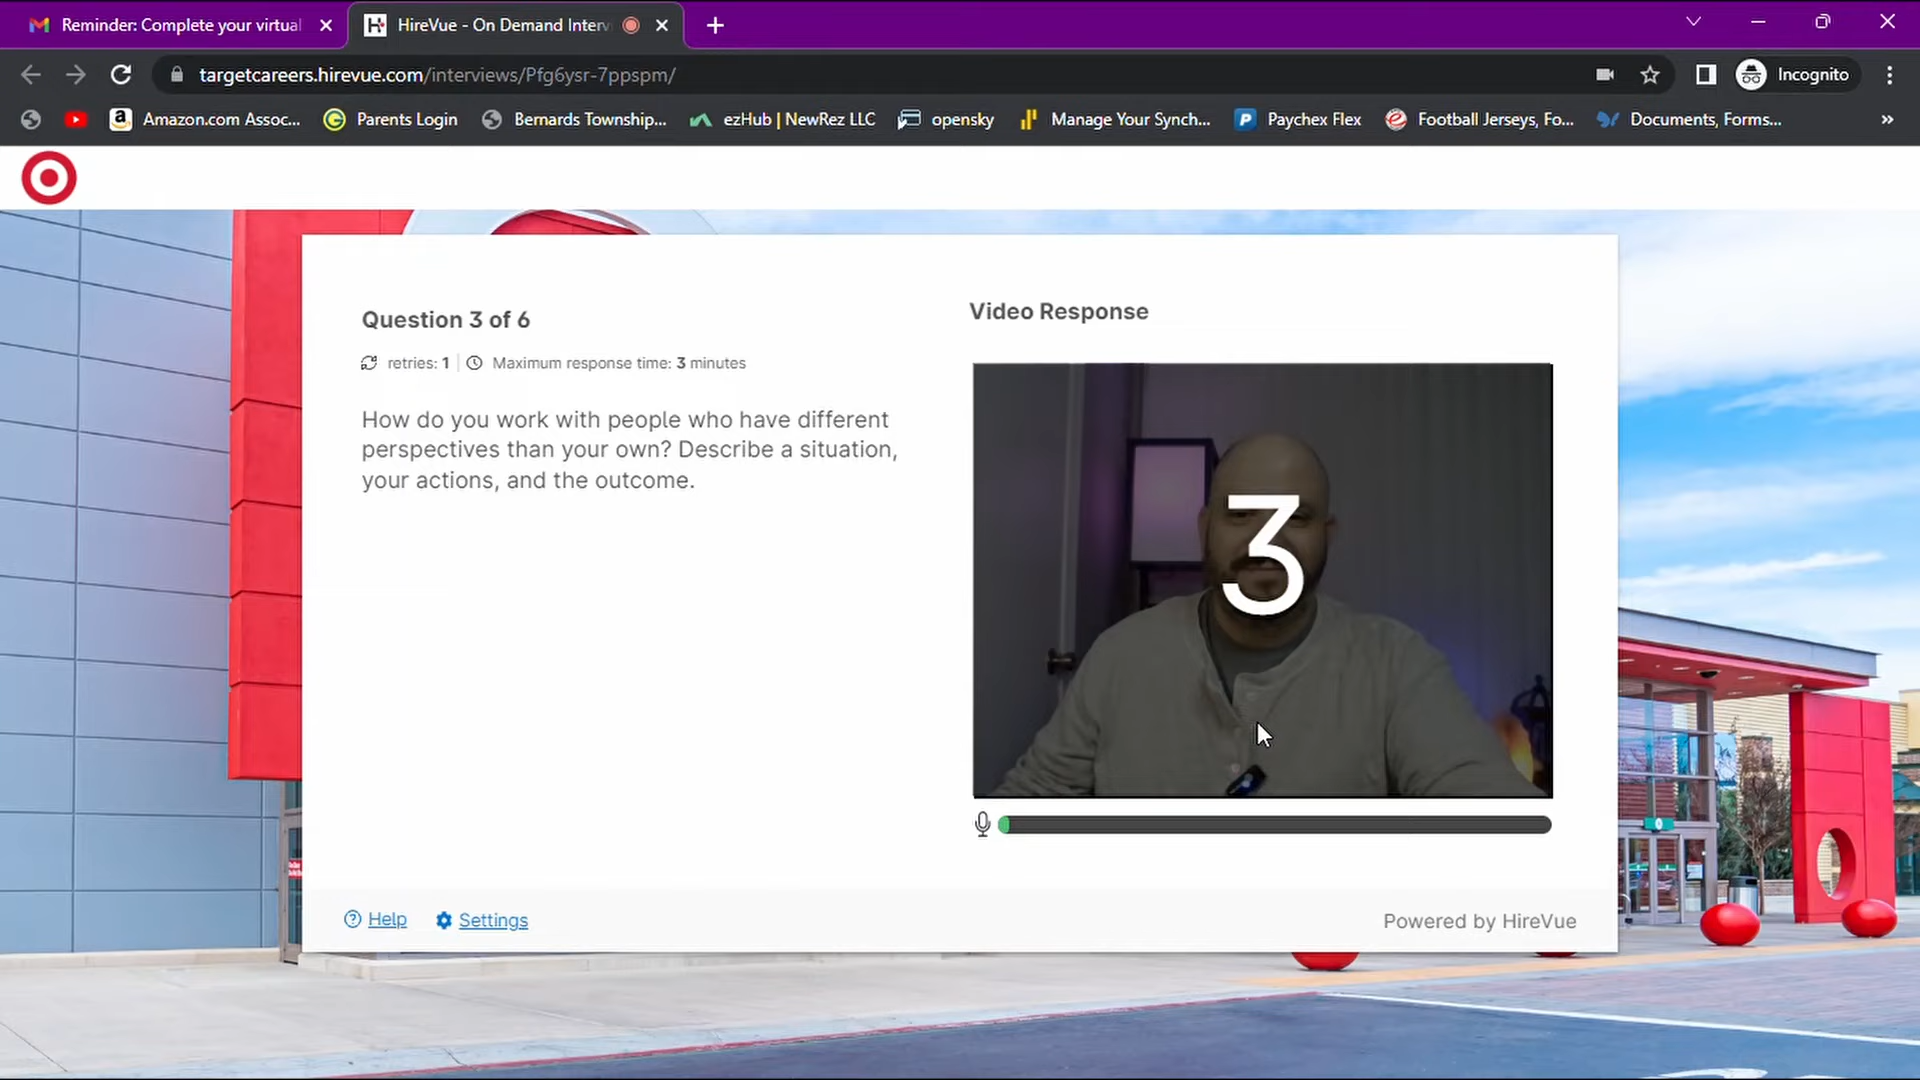 Reminder: Complete your virtual
HireVue - On Demand Interv
targetcareers.hirevue.com/interviews/Pfg6ysr-7ppspm/
Incognito
Amazon.com Assoc...
Parents Login
Bernards Township...
ezHub | NewRez LLC
opensky
Manage Your Synch...
Paychex Flex
Football Jerseys, Fo...
Documents, Forms...
»
Question 3 of 6
retries: 1 | Maximum response time: 3 minutes
How do you work with people who have different
perspectives than your own? Describe a situation,
your actions, and the outcome.
Video Response
3
Help
Settings
Powered by HireVue